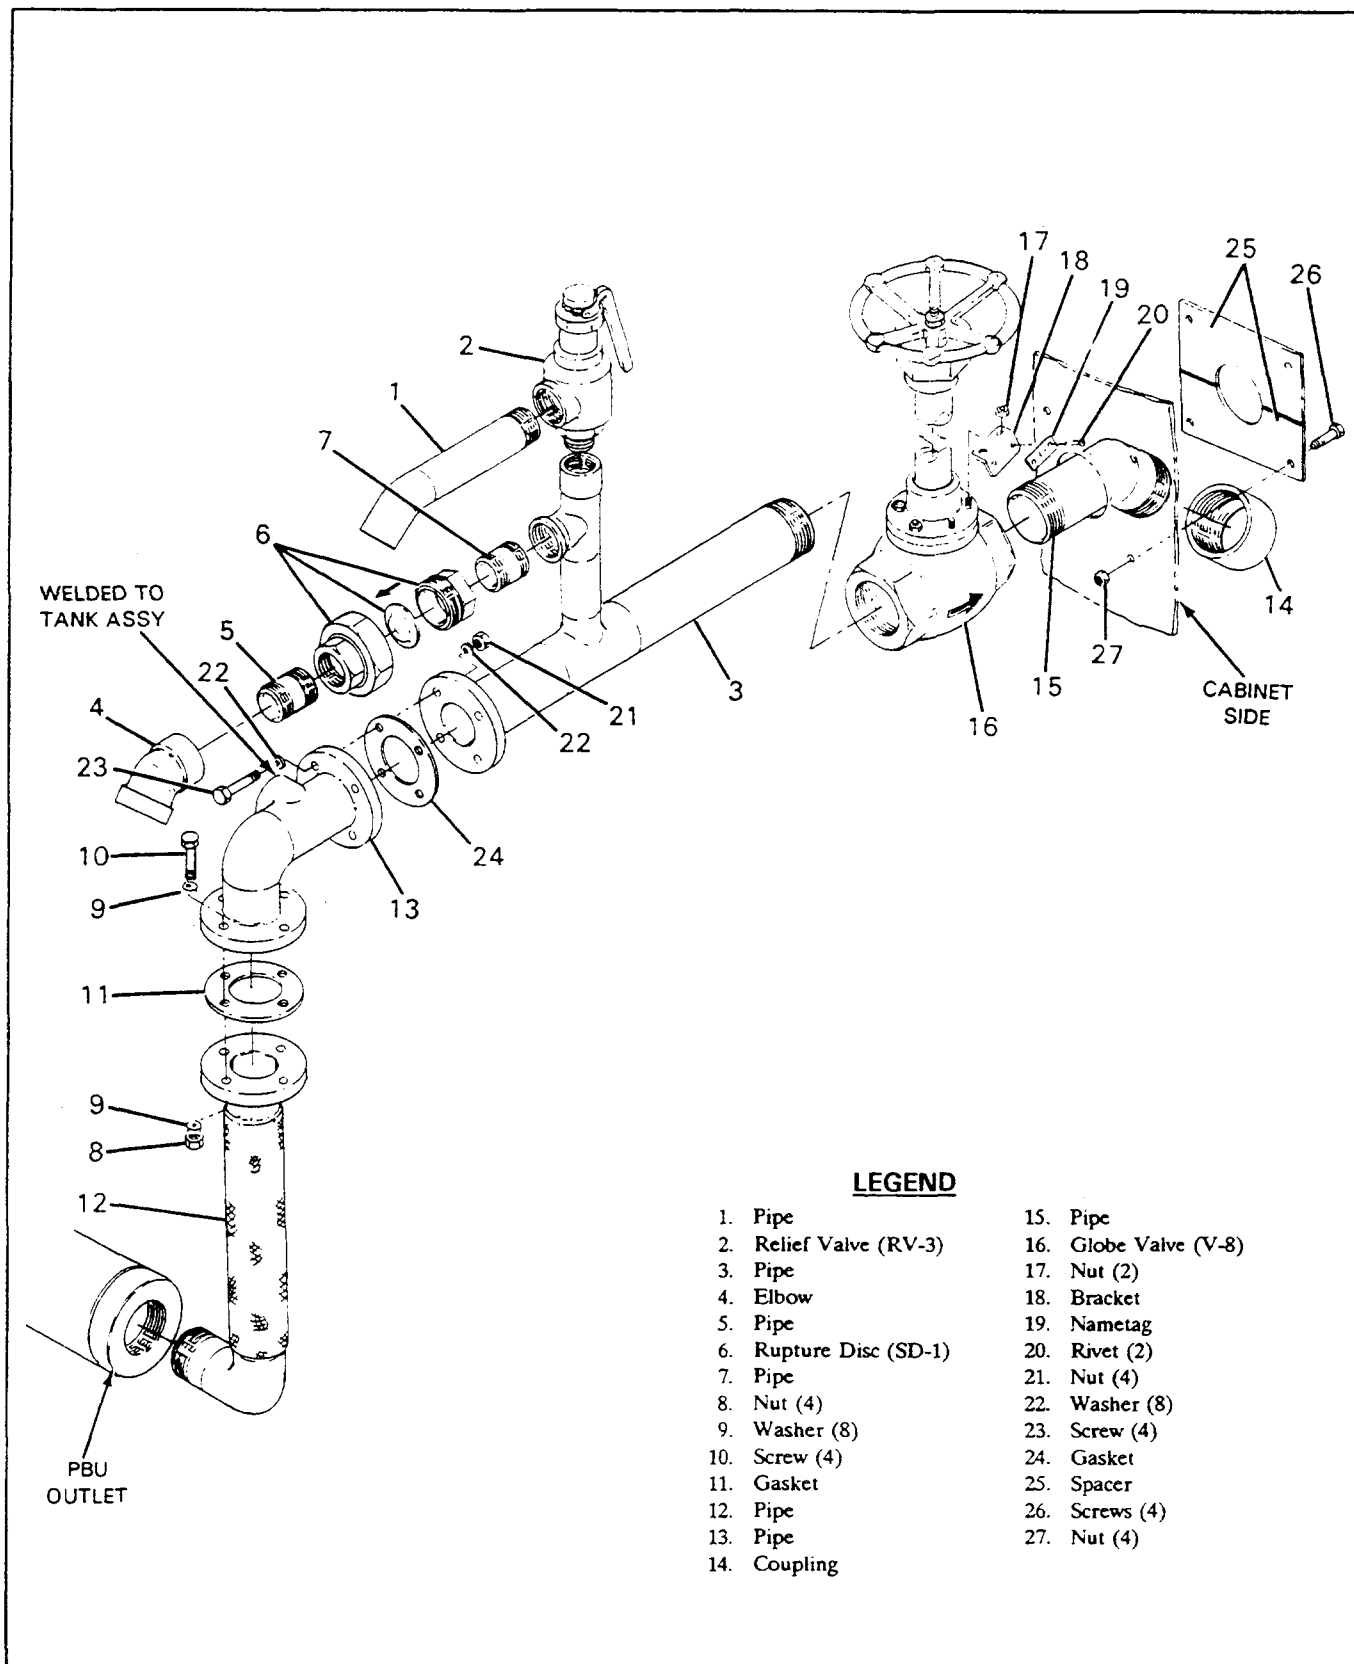 17
25
18
26
19
20
2
1
7
6
WELDED TO
TANK ASSY
5
22
4
23
3
21
22
16
15
27
14
CABINET
SIDE
10
9
24
13
11
9
8
12
PBU
OUTLET
LEGEND
1. Pipe
2. Relief Valve (RV-3)
3. Pipe
4. Elbow
5. Pipe
6. Rupture Disc (SD-1)
7. Pipe
8. Nut (4)
9. Washer (8)
10. Screw (4)
11. Gasket
12. Pipe
13. Pipe
14. Coupling
15. Pipe
16. Globe Valve (V-8)
17. Nut (2)
18. Bracket
19. Nametag
20. Rivet (2)
21. Nut (4)
22. Washer (8)
23. Screw (4)
24. Gasket
25. Spacer
26. Screws (4)
27. Nut (4)